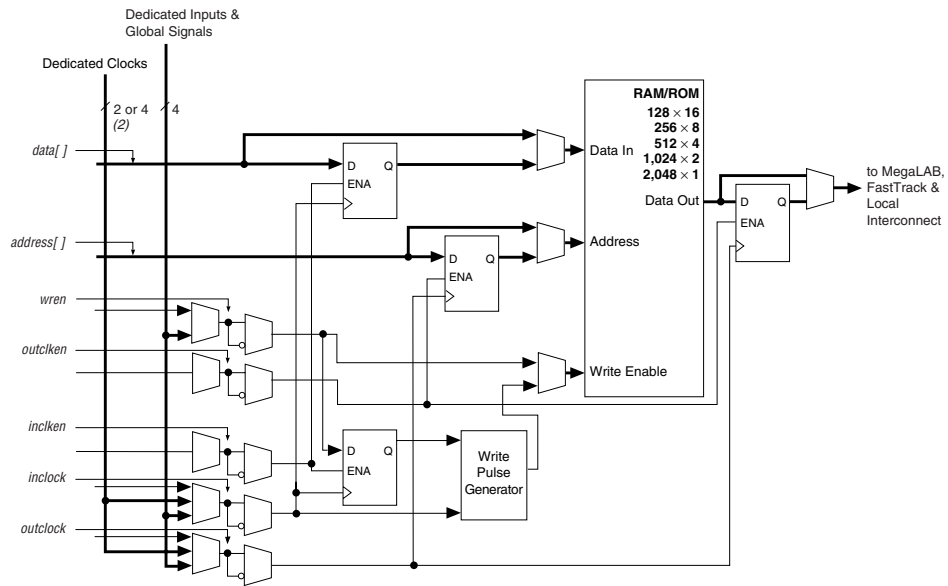 Dedicated Inputs &
Global Signals
Dedicated Clocks
2 or 4
(2)
4
RAM/ROM
128 × 16
256 × 8
512 × 4
1,024 × 2
2,048 × 1
data[ ]
D
Q
ENA
Data In
Data Out
to MegaLAB,
FastTrack &
Local
Interconnect
D
Q
ENA
address[ ]
Address
D
Q
ENA
wren
outclken
Write Enable
inclken
D
Q
ENA
Write
Pulse
Generator
inclock
outclock